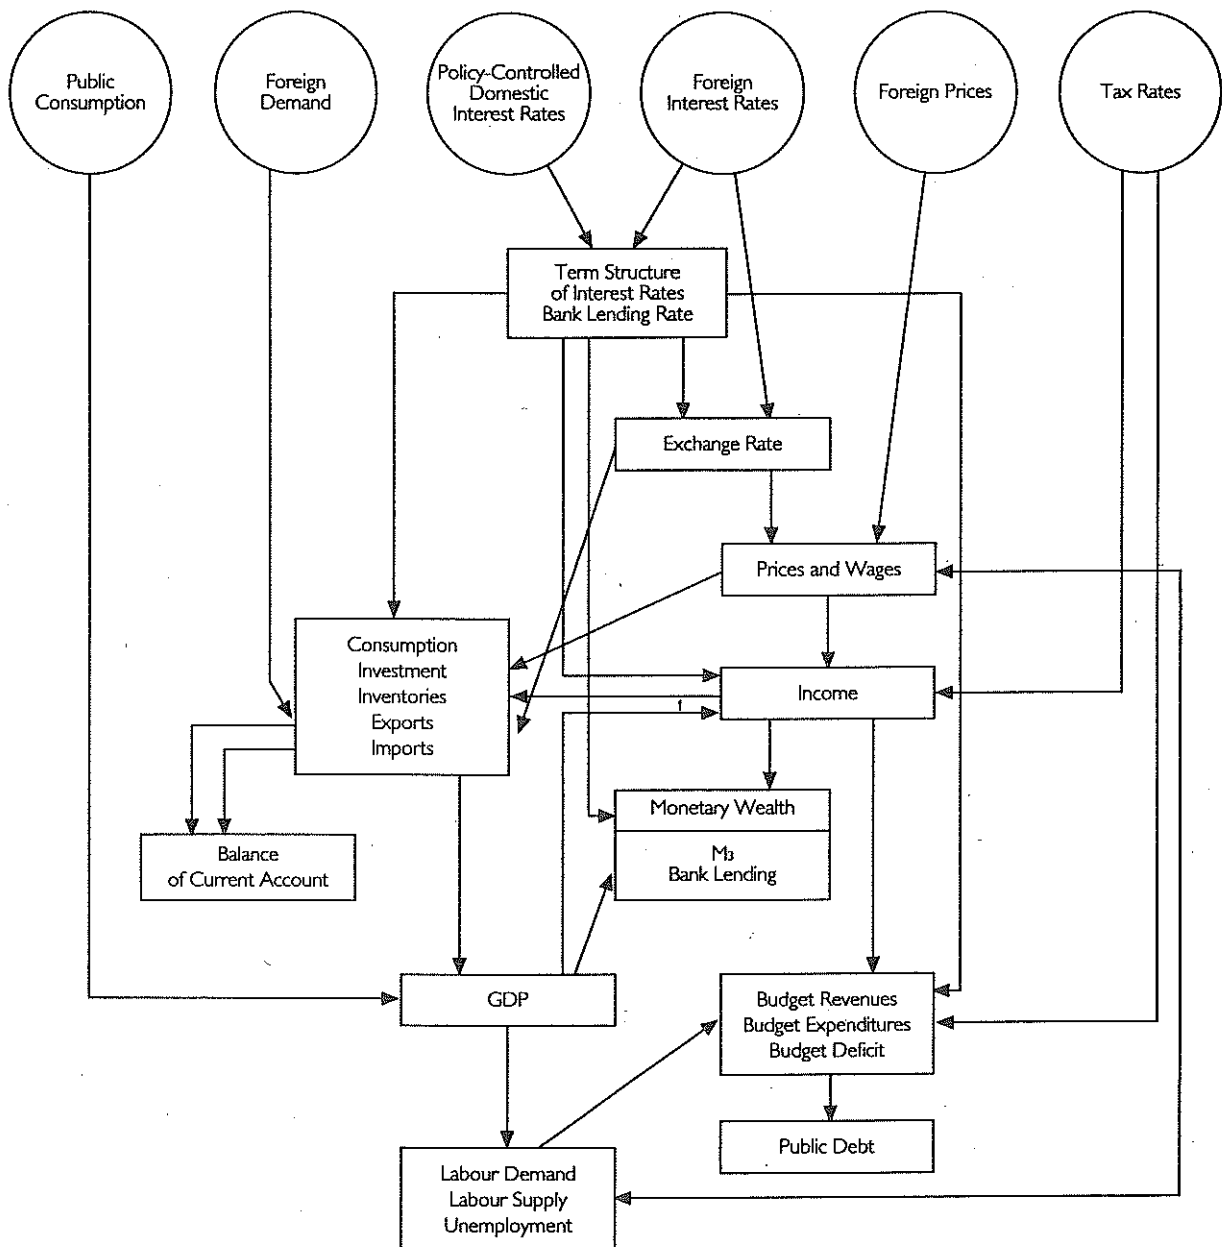 Public
Consumption
Foreign
Demand
Policy-Controlled
Domestic
Interest Rates
Foreign
Interest Rates
Foreign Prices
Tax Rates
Term Structure
of Interest Rates
Bank Lending Rate
Exchange Rate
Prices and Wages
Consumption
Investment
Inventories
Exports
Imports
Income
Monetary Wealth
M3
Bank Lending
Balance
of Current Account
GDP
Budget Revenues
Budget Expenditures
Budget Deficit
Public Debt
Labour Demand
Labour Supply
Unemployment